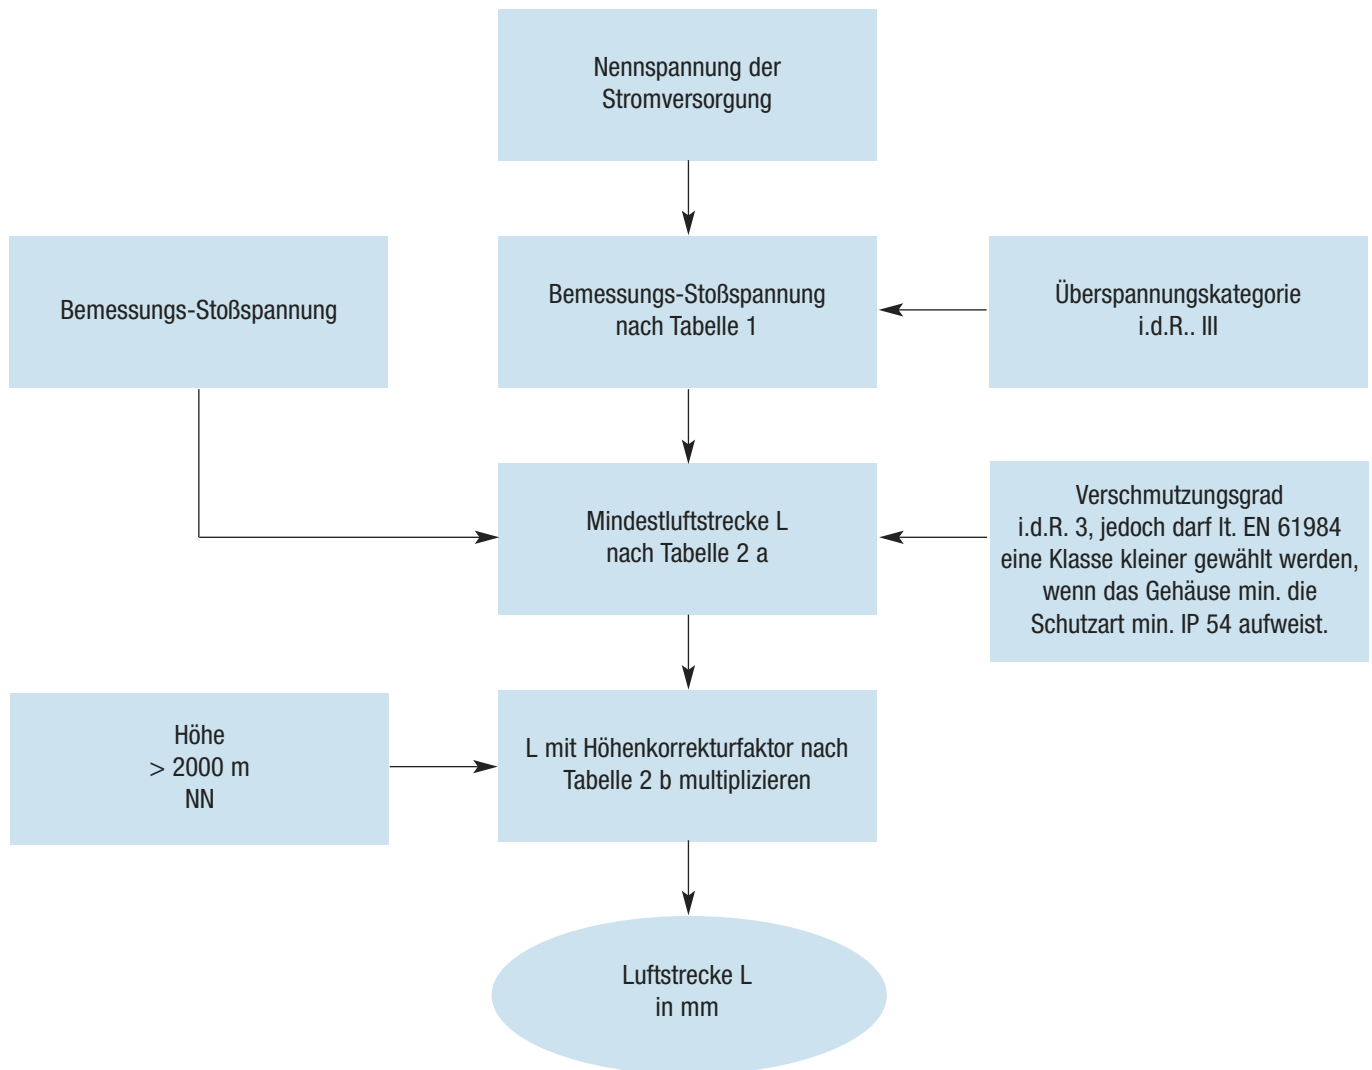 Nennspannung der
Stromversorgung
Bemessungs-Stoßspannung
Bemessungs-Stoßspannung
nach Tabelle 1
Überspannungskategorie
i.d.R.. III
Mindestluftstrecke L
nach Tabelle 2 a
Verschmutzungsgrad
i.d.R. 3, jedoch darf lt. EN 61984
eine Klasse kleiner gewählt werden,
wenn das Gehäuse min. die
Schutzart min. IP 54 aufweist.
Höhe
> 2000 m
NN
L mit Höhenkorrekturfaktor nach
Tabelle 2 b multiplizieren
Luftstrecke L
in mm